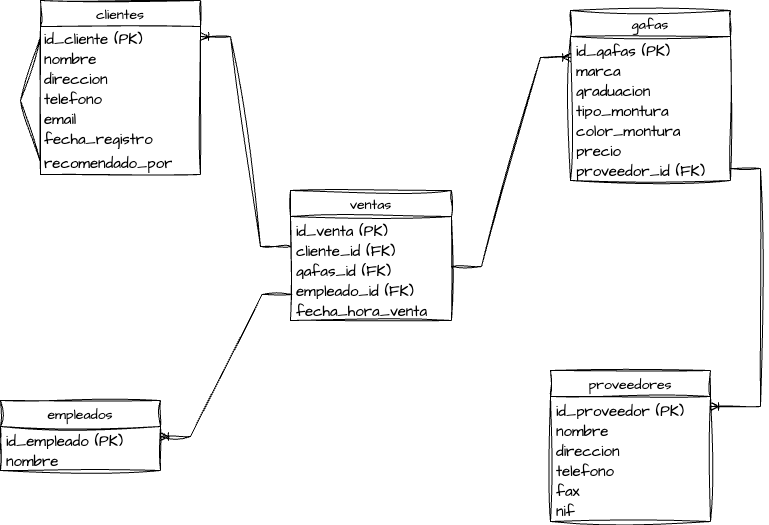 clientes
id_cliente (PK)
nombre
direccion
telefono
email
fecha_registro
recomendado_por
gafas
id_gafas (PK)
marca
graduacion
tipo_montura
color_montura
precio
proveedor_id (FK)
ventas
id_venta (PK)
cliente_id (FK)
gafas_id (FK)
empleado_id (FK)
fecha_hora_venta
empleados
id_empleado (PK)
nombre
proveedores
id_proveedor (PK)
nombre
direccion
telefono
fax
nif